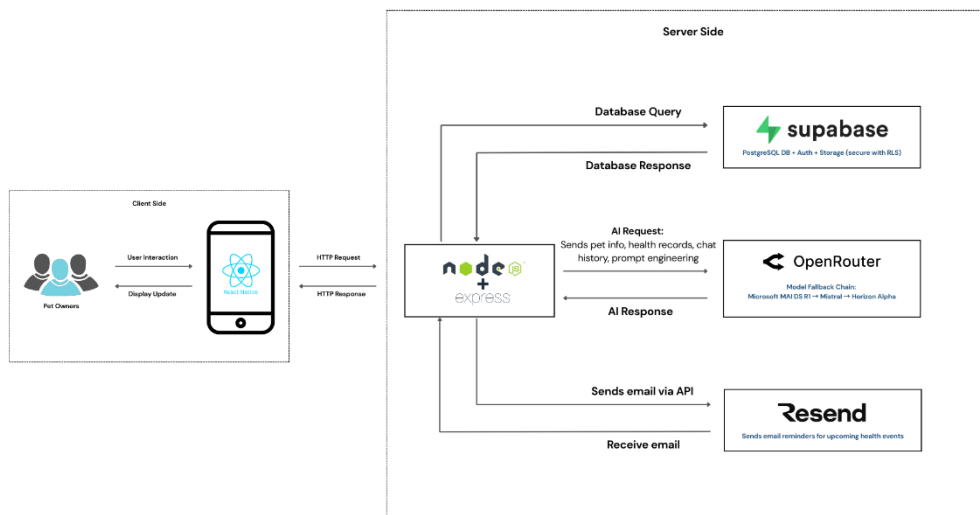 Server Side
Database Query
supabase
PostgreSQL DB + Auth + Storage (secure with RLS)
Database Response
Client Side
User Interaction
Display Update
Pet Owners
React Native
HTTP Request
HTTP Response
node JS
+
express
AI Request:
Sends pet info, health records, chat
history, prompt engineering
AI Response
OpenRouter
Model Fallback Chain:
Microsoft MAI DS R1 → Mistral → Horizon Alpha
Sends email via API
Receive email
Resend
Sends email reminders for upcoming health events